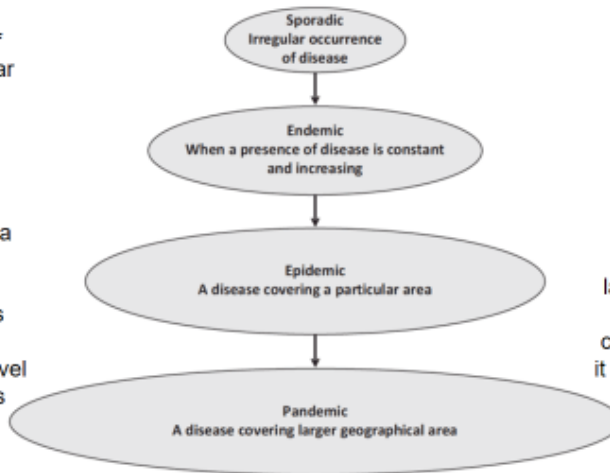 Sporadic
Irregular occurrence
of disease
Endemic
When a presence of disease is constant
and increasing
a
Epidemic
A disease covering a particular area
it
Pandemic
A disease covering larger geographical area